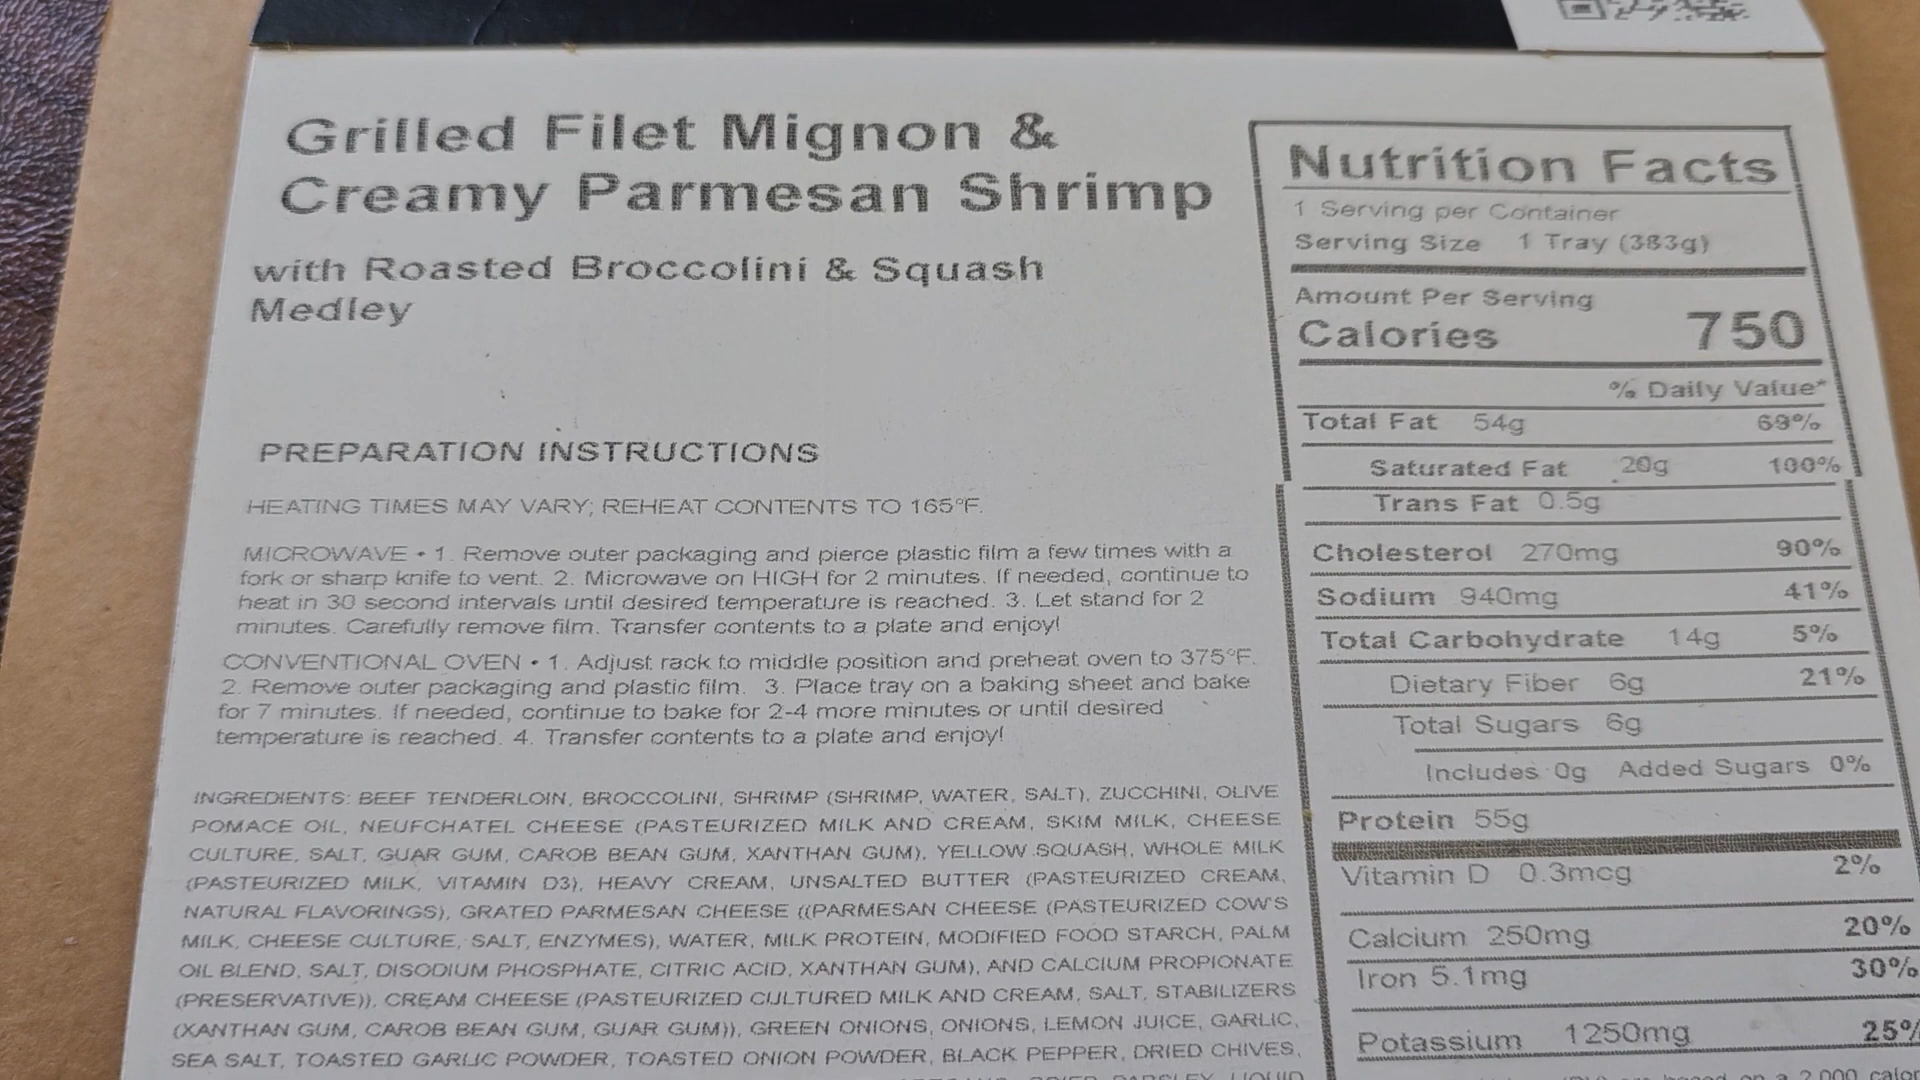 Grilled Filet Mignon &
Creamy Parmesan Shrimp
with Roasted Broccolini & Squash
Medley
PREPARATION INSTRUCTIONS
HEATING TIMES MAY VARY; REHEAT CONTENTS TO 165°F.
MICROWAVE • 1. Remove outer packaging and pierce plastic film a few times with a
fork or sharp knife to vent. 2. Microwave on HIGH for 2 minutes. If needed, continue to
heat in 30 second intervals until desired temperature is reached. 3. Let stand for 2
minutes. Carefully remove film. Transfer contents to a plate and enjoy!
CONVENTIONAL OVEN • 1. Adjust rack to middle position and preheat oven to 375°F.
2. Remove outer packaging and plastic film. 3. Place tray on a baking sheet and bake
for 7 minutes. If needed, continue to bake for 2-4 more minutes or until desired
temperature is reached. 4. Transfer contents to a plate and enjoy!
INGREDIENTS: BEEF TENDERLOIN, BROCCOLINI, SHRIMP (SHRIMP, WATER, SALT), ZUCCHINI, OLIVE
POMACE OIL, NEUFCHATEL CHEESE (PASTEURIZED MILK AND CREAM, SKIM MILK, CHEESE
CULTURE, SALT, GUAR GUM, CAROB BEAN GUM, XANTHAN GUM), YELLOW SQUASH, WHOLE MILK
(PASTEURIZED MILK, VITAMIN D3), HEAVY CREAM, UNSALTED BUTTER (PASTEURIZED CREAM,
NATURAL FLAVORINGS), GRATED PARMESAN CHEESE ((PARMESAN CHEESE (PASTEURIZED COW'S
MILK, CHEESE CULTURE, SALT, ENZYMES), WATER, MILK PROTEIN, MODIFIED FOOD STARCH, PALM
OIL BLEND, SALT, DISODIUM PHOSPHATE, CITRIC ACID, XANTHAN GUM), AND CALCIUM PROPIONATE
(PRESERVATIVE)), CREAM CHEESE (PASTEURIZED CULTURED MILK AND CREAM, SALT, STABILIZERS
(XANTHAN GUM, CAROB BEAN GUM, GUAR GUM)), GREEN ONIONS, ONIONS, LEMON JUICE, GARLIC,
SEA SALT, TOASTED GARLIC POWDER, TOASTED ONION POWDER, BLACK PEPPER, DRIED CHIVES,
DRIED PARSLEY, LIQUID
Nutrition Facts
1 Serving per Container
Serving Size 1 Tray (383g)
Amount Per Serving
Calories 750
% Daily Value*
Total Fat 54g 69%
Saturated Fat 20g 100%
Trans Fat 0.5g
Cholesterol 270mg 90%
Sodium 940mg 41%
Total Carbohydrate 14g 5%
Dietary Fiber 6g 21%
Total Sugars 6g
Includes 0g Added Sugars 0%
Protein 55g
Vitamin D 0.3mcg 2%
Calcium 250mg 20%
Iron 5.1mg 30%
Potassium 1250mg 25%
based on a 2,000 calor